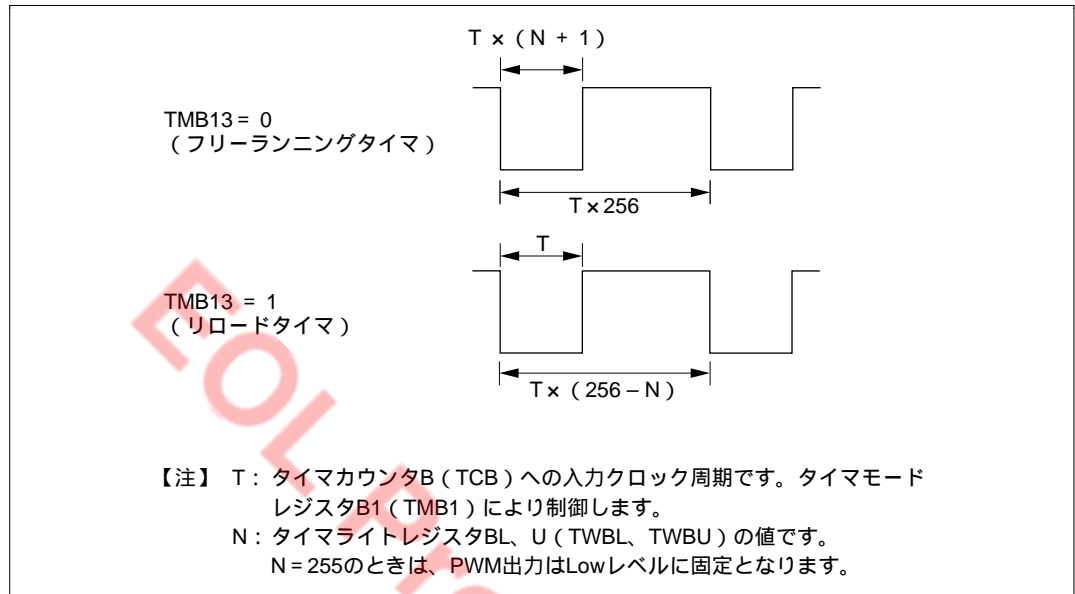 T × ( N + 1 )
TMB13 = 0
( フリーランニングタイマ )
T × 256
T
TMB13 = 1
( リロードタイマ )
T × ( 256 – N )
【注】 T : タイマカウンタB ( TCB ) への入力クロック周期です。タイマモード
レジスタB1 ( TMB1 ) により制御します。
N : タイマライトレジスタBL、U ( TWBL、TWBU ) の値です。
N = 255のときは、PWM出力はLowレベルに固定となります。
EOL Pro